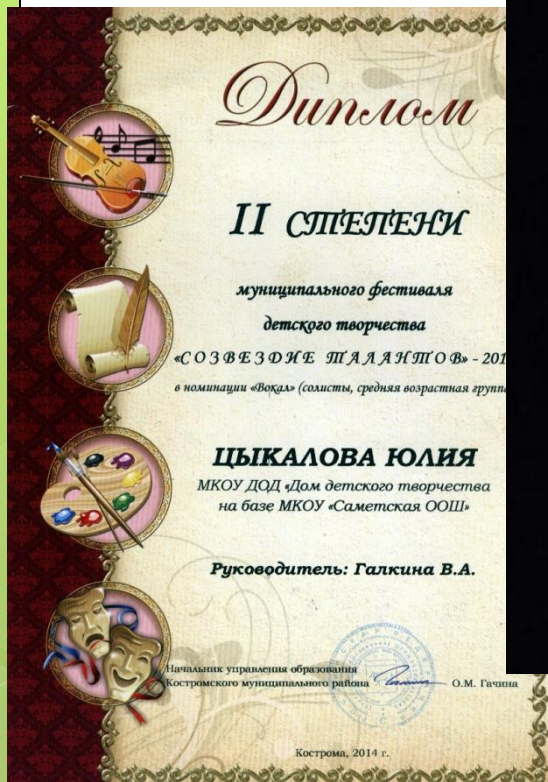 Диплом
II СТЕПЕНИ
муниципального фестиваля
детского творчества
«СОЗВЕЗДИЕ ТАЛАНТОВ» - 201
в номинации «Вокал» (солисты, средняя возрастная группа
ЦЫКАЛОВА ЮЛИЯ
МКОУ ДОД «Дом детского творчества
на базе МКОУ «Саметская ООШ»
Руководитель: Галкина В.А.
Начальник управления образования
Костромского муниципального района О.М. Гачина
Кострома, 2014 г.